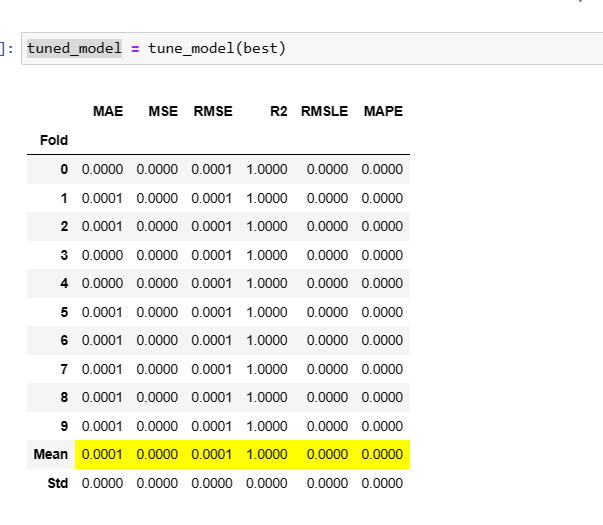 ]: tuned_model = tune_model(best)
MAE MSE RMSE R2 RMSLE MAPE
Fold
0 0.0000 0.0000 0.0001 1.0000 0.0000 0.0000
1 0.0001 0.0000 0.0001 1.0000 0.0000 0.0000
2 0.0001 0.0000 0.0001 1.0000 0.0000 0.0000
3 0.0000 0.0000 0.0001 1.0000 0.0000 0.0000
4 0.0000 0.0000 0.0001 1.0000 0.0000 0.0000
5 0.0001 0.0000 0.0001 1.0000 0.0000 0.0000
6 0.0001 0.0000 0.0001 1.0000 0.0000 0.0000
7 0.0001 0.0000 0.0001 1.0000 0.0000 0.0000
8 0.0001 0.0000 0.0001 1.0000 0.0000 0.0000
9 0.0001 0.0000 0.0001 1.0000 0.0000 0.0000
Mean 0.0001 0.0000 0.0001 1.0000 0.0000 0.0000
Std 0.0000 0.0000 0.0000 0.0000 0.0000 0.0000